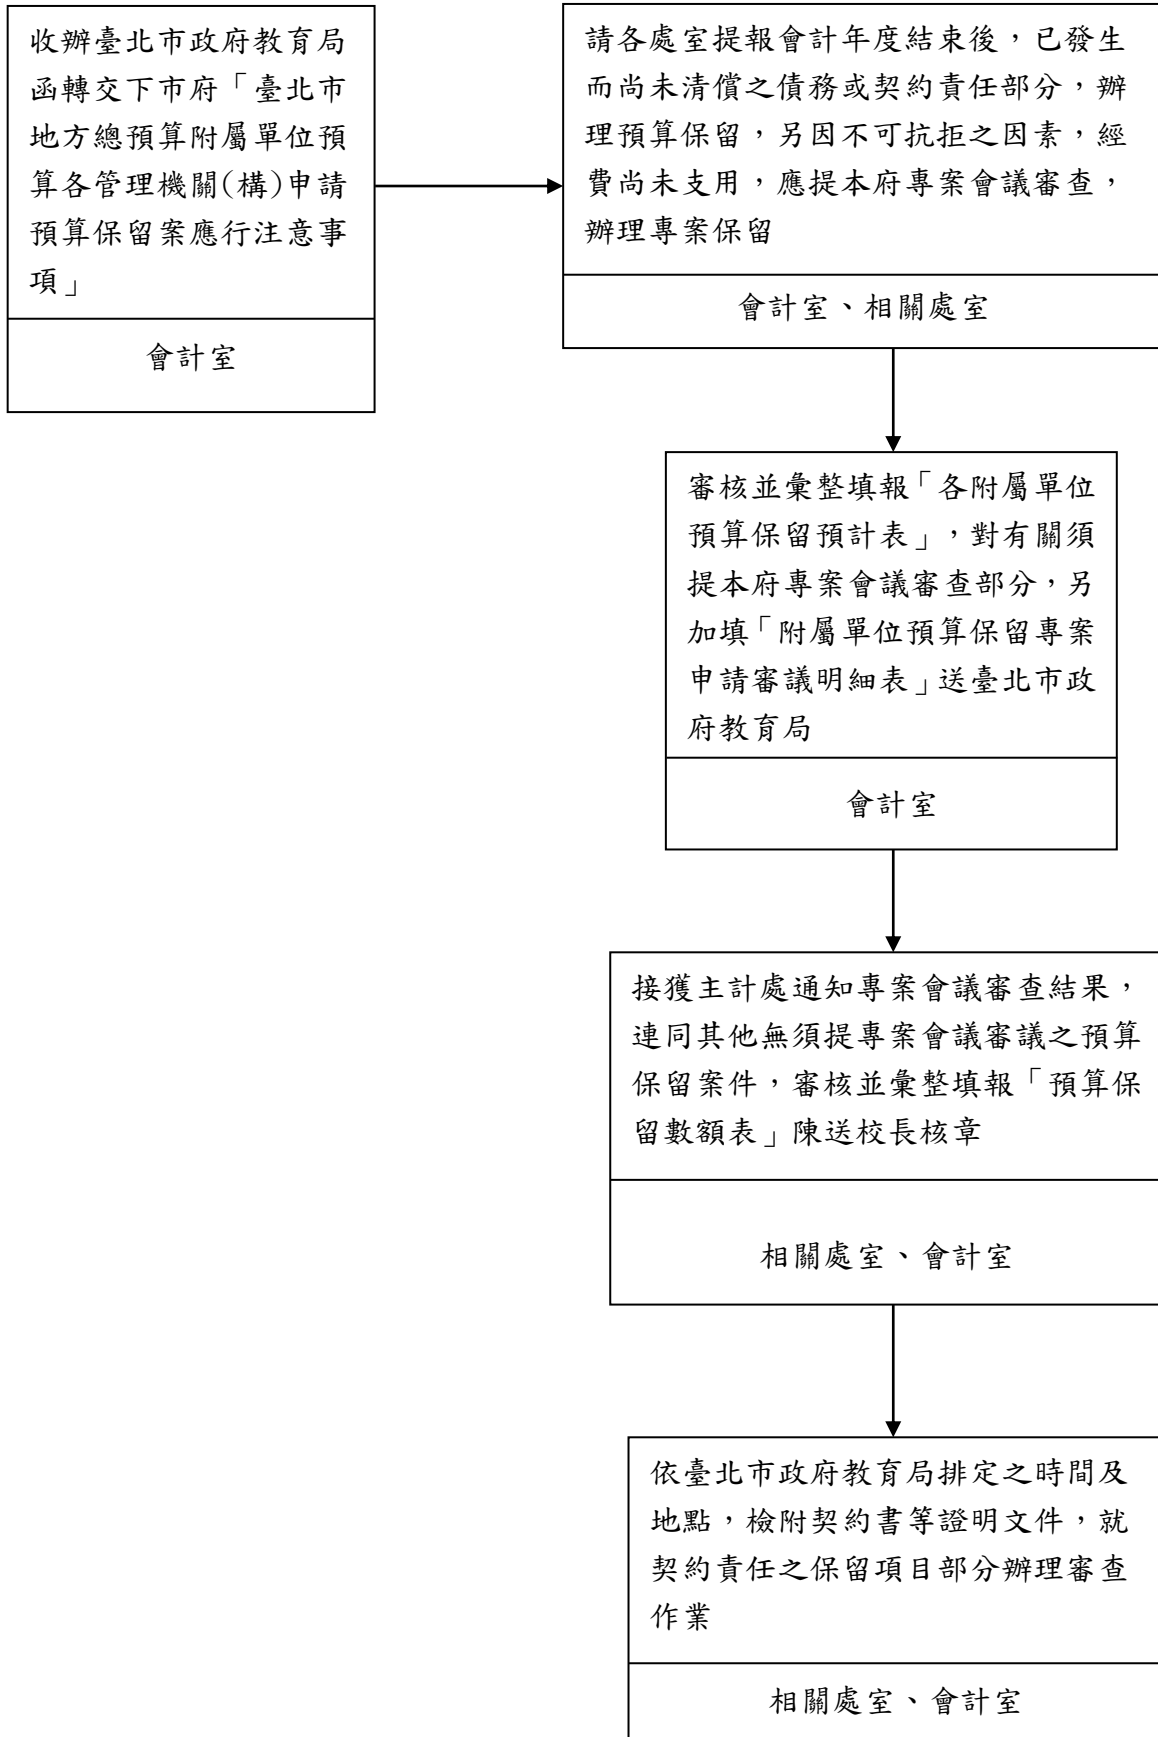 收辦臺北市政府教育局
函轉交下市府「臺北市
地方總預算附屬單位預
算各管理機關(構)申請
預算保留案應行注意事
項」
會計室
請各處室提報會計年度結束後，已發生
而尚未清償之債務或契約責任部分，辦
理預算保留，另因不可抗拒之因素，經
費尚未支用，應提本府專案會議審查，
辦理專案保留
會計室、相關處室
審核並彙整填報「各附屬單位
預算保留預計表」，對有關須
提本府專案會議審查部分，另
加填「附屬單位預算保留專案
申請審議明細表」送臺北市政
府教育局
會計室
接獲主計處通知專案會議審查結果，
連同其他無須提專案會議審議之預算
保留案件，審核並彙整填報「預算保
留數額表」陳送校長核章
相關處室、會計室
依臺北市政府教育局排定之時間及
地點，檢附契約書等證明文件，就
契約責任之保留項目部分辦理審查
作業
相關處室、會計室